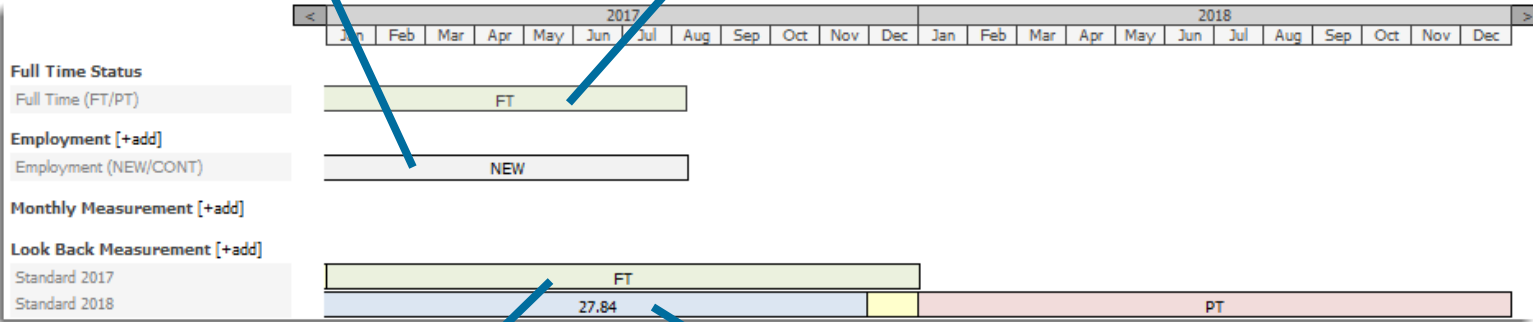 < 2017 2018 >
Jan Feb Mar Apr May Jun Jul Aug Sep Oct Nov Dec Jan Feb Mar Apr May Jun Jul Aug Sep Oct Nov Dec
Full Time Status
Full Time (FT/PT) FT
Employment [+add]
Employment (NEW/CONT) NEW
Monthly Measurement [+add]
Look Back Measurement [+add]
Standard 2017 FT
Standard 2018 27.84 PT